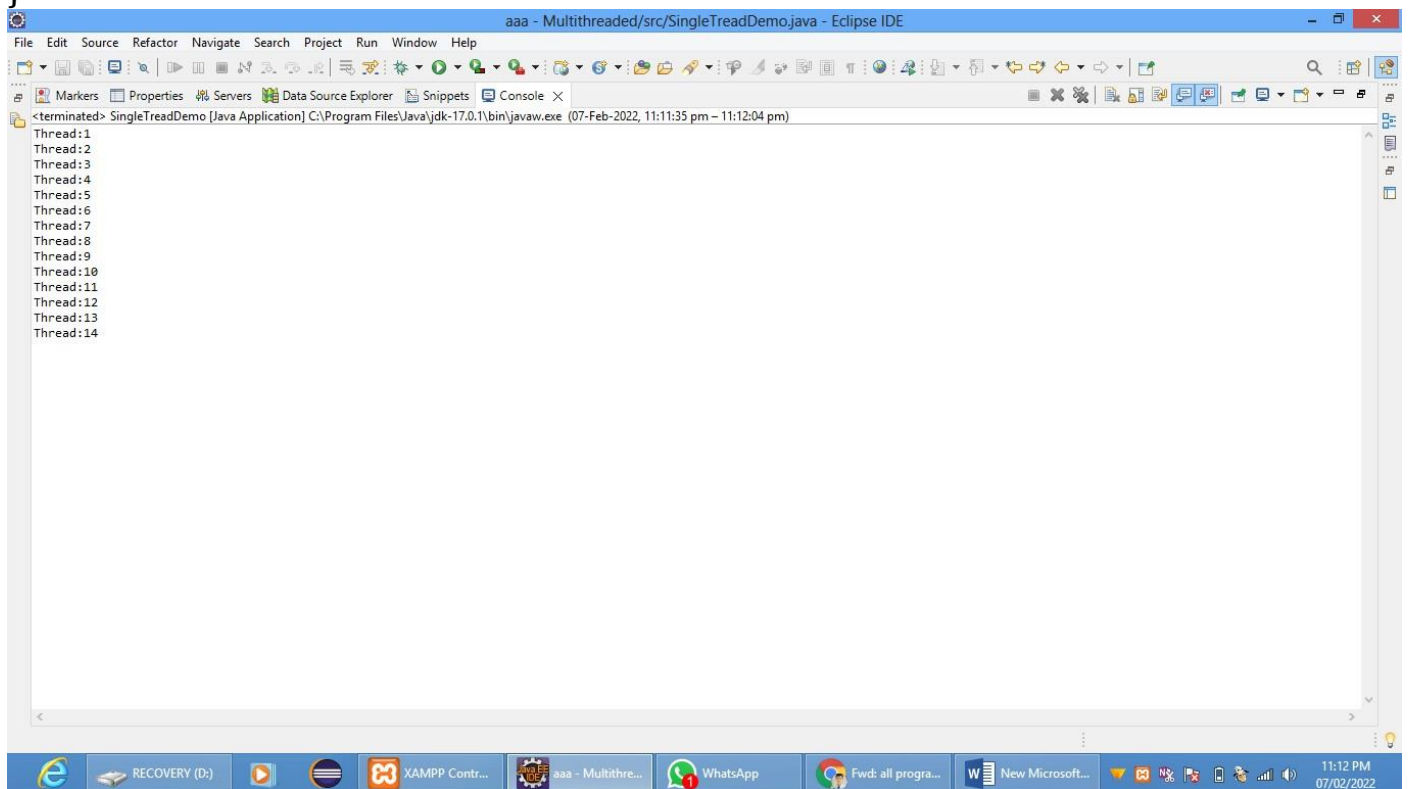 }
aaa - Multithreaded/src/SingleTreadDemo.java - Eclipse IDE
File Edit Source Refactor Navigate Search Project Run Window Help
Markers Properties Servers Data Source Explorer Snippets Console
<terminated> SingleTreadDemo [Java Application] C:\Program Files\Java\jdk-17.0.1\bin\javaw.exe (07-Feb-2022, 11:11:35 pm – 11:12:04 pm)
Thread:1
Thread:2
Thread:3
Thread:4
Thread:5
Thread:6
Thread:7
Thread:8
Thread:9
Thread:10
Thread:11
Thread:12
Thread:13
Thread:14
RECOVERY (D:) XAMPP Contr... aaa - Multithre... WhatsApp Fwd: all progra... New Microsoft... 11:12 PM
07/02/2022